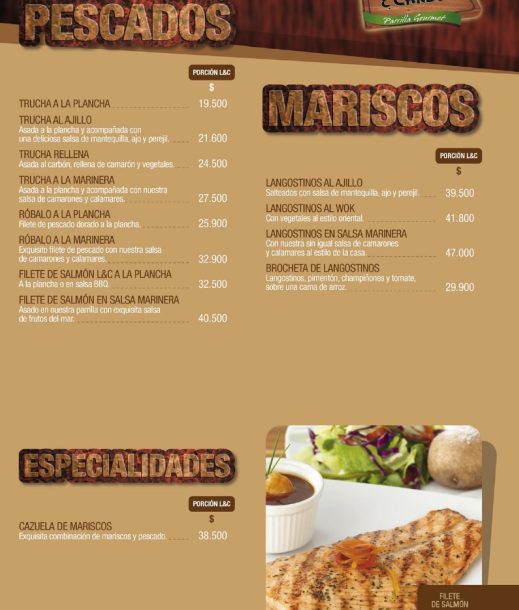 PESCADOS
PORCIÓN L&C
$
TRUCHA A LA PLANCHA 19.500
TRUCHA AL AJILLO
Asada a la plancha y acompañada con
una deliciosa salsa de mantequilla, ajo y perejil. 21.600
TRUCHA RELLENA
Asada al carbón, rellena de camarón y vegetales. 24.500
TRUCHA A LA MARINERA
Asada a la plancha y acompañada con nuestra
salsa de camarones y calamares. 27.500
RÓBALO A LA PLANCHA
Filete de pescado dorado a la plancha. 25.900
RÓBALO A LA MARINERA
Exquisito filete de pescado con nuestra salsa
de camarones y calamares. 32.900
FILETE DE SALMÓN L&C A LA PLANCHA
A la plancha o en salsa BBQ. 32.500
FILETE DE SALMÓN EN SALSA MARINERA
Asado en nuestra parrilla con exquisita salsa
de frutos del mar. 40.500
ESPECIALIDADES
PORCIÓN L&C
$
CAZUELA DE MARISCOS
Exquisita combinación de mariscos y pescado. 38.500
Parrilla Gourmet
MARISCOS
PORCIÓN L&C
$
LANGOSTINOS AL AJILLO
Salteados con salsa de mantequilla, ajo y perejil. 39.500
LANGOSTINOS AL WOK
Con vegetales al estilo oriental. 41.800
LANGOSTINOS EN SALSA MARINERA
Con nuestra sin igual salsa de camarones
y calamares al estilo de la casa. 47.000
BROCHETA DE LANGOSTINOS
Langostinos, pimentón, champiñones y tomate,
sobre una cama de arroz. 29.900
FILETE
DE SALMÓN